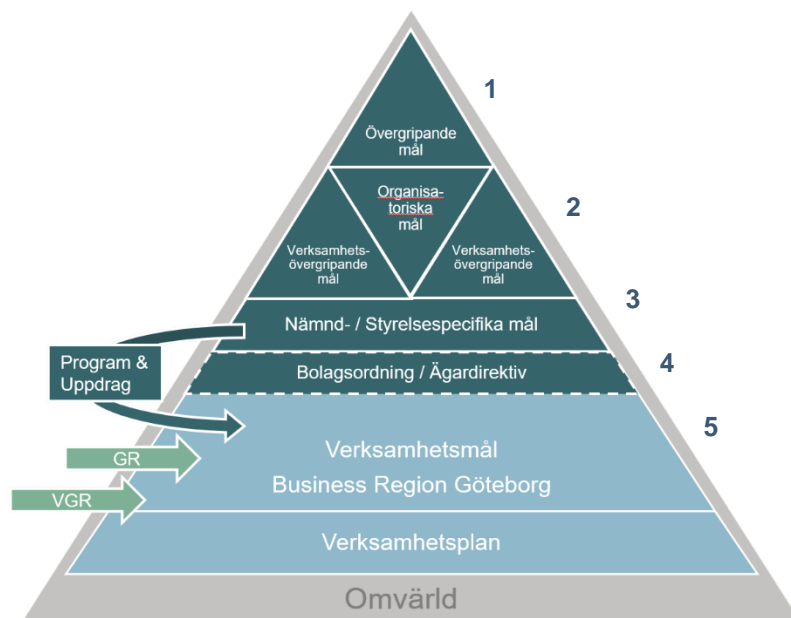 1
Övergripande
mål
Organisa-
toriska
mål
2
Verksamhets-
övergripande
mål
Verksamhets-
övergripande
mål
3
Nämnd- / Styrelsespecifika mål
Program &
Uppdrag
4
Bolagsordning / Ägardirektiv
5
Verksamhetsmål
GR
Business Region Göteborg
VGR
Verksamhetsplan
Omvärld